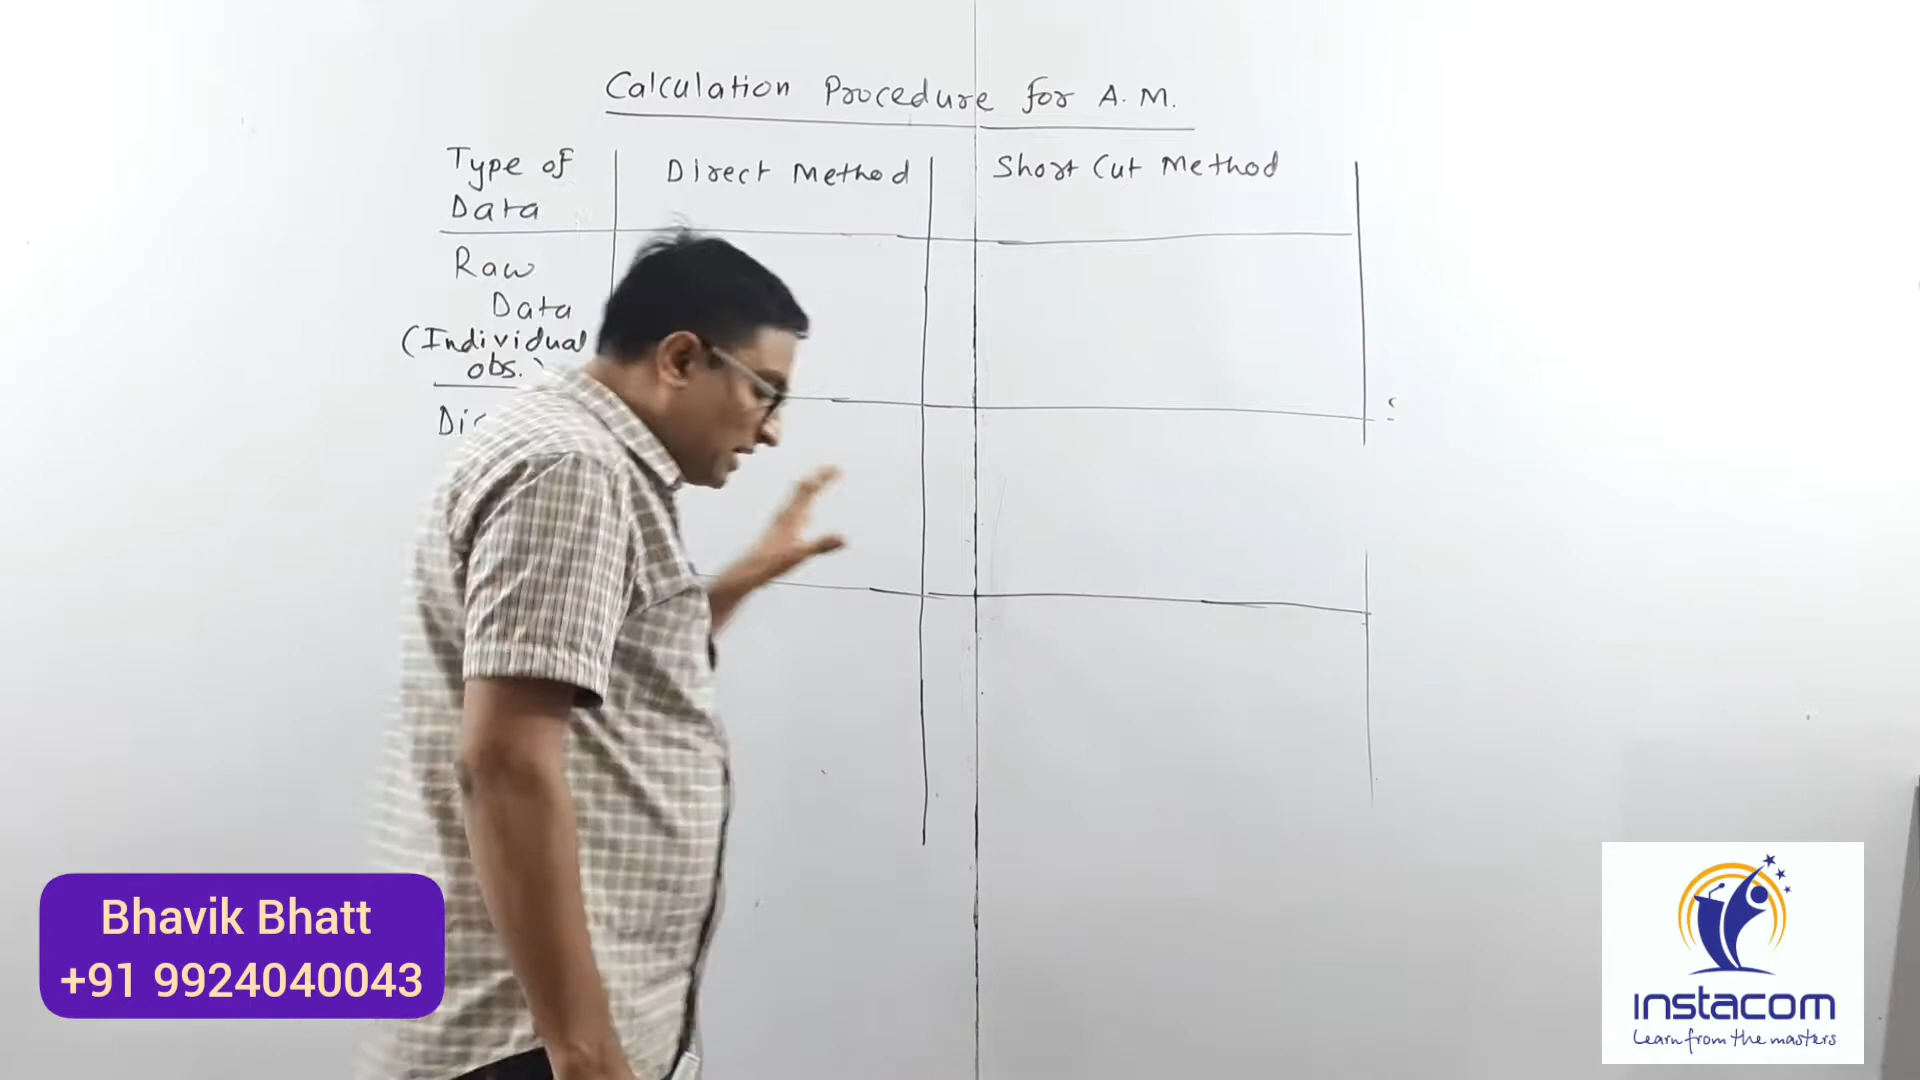 Calculation Procedure for A.M.
Type of
Data
Direct Method
Short Cut Method
Raw
Data
(Individual
obs.)
Bhavik Bhatt
+91 9924040043
instacom
Learn from the masters